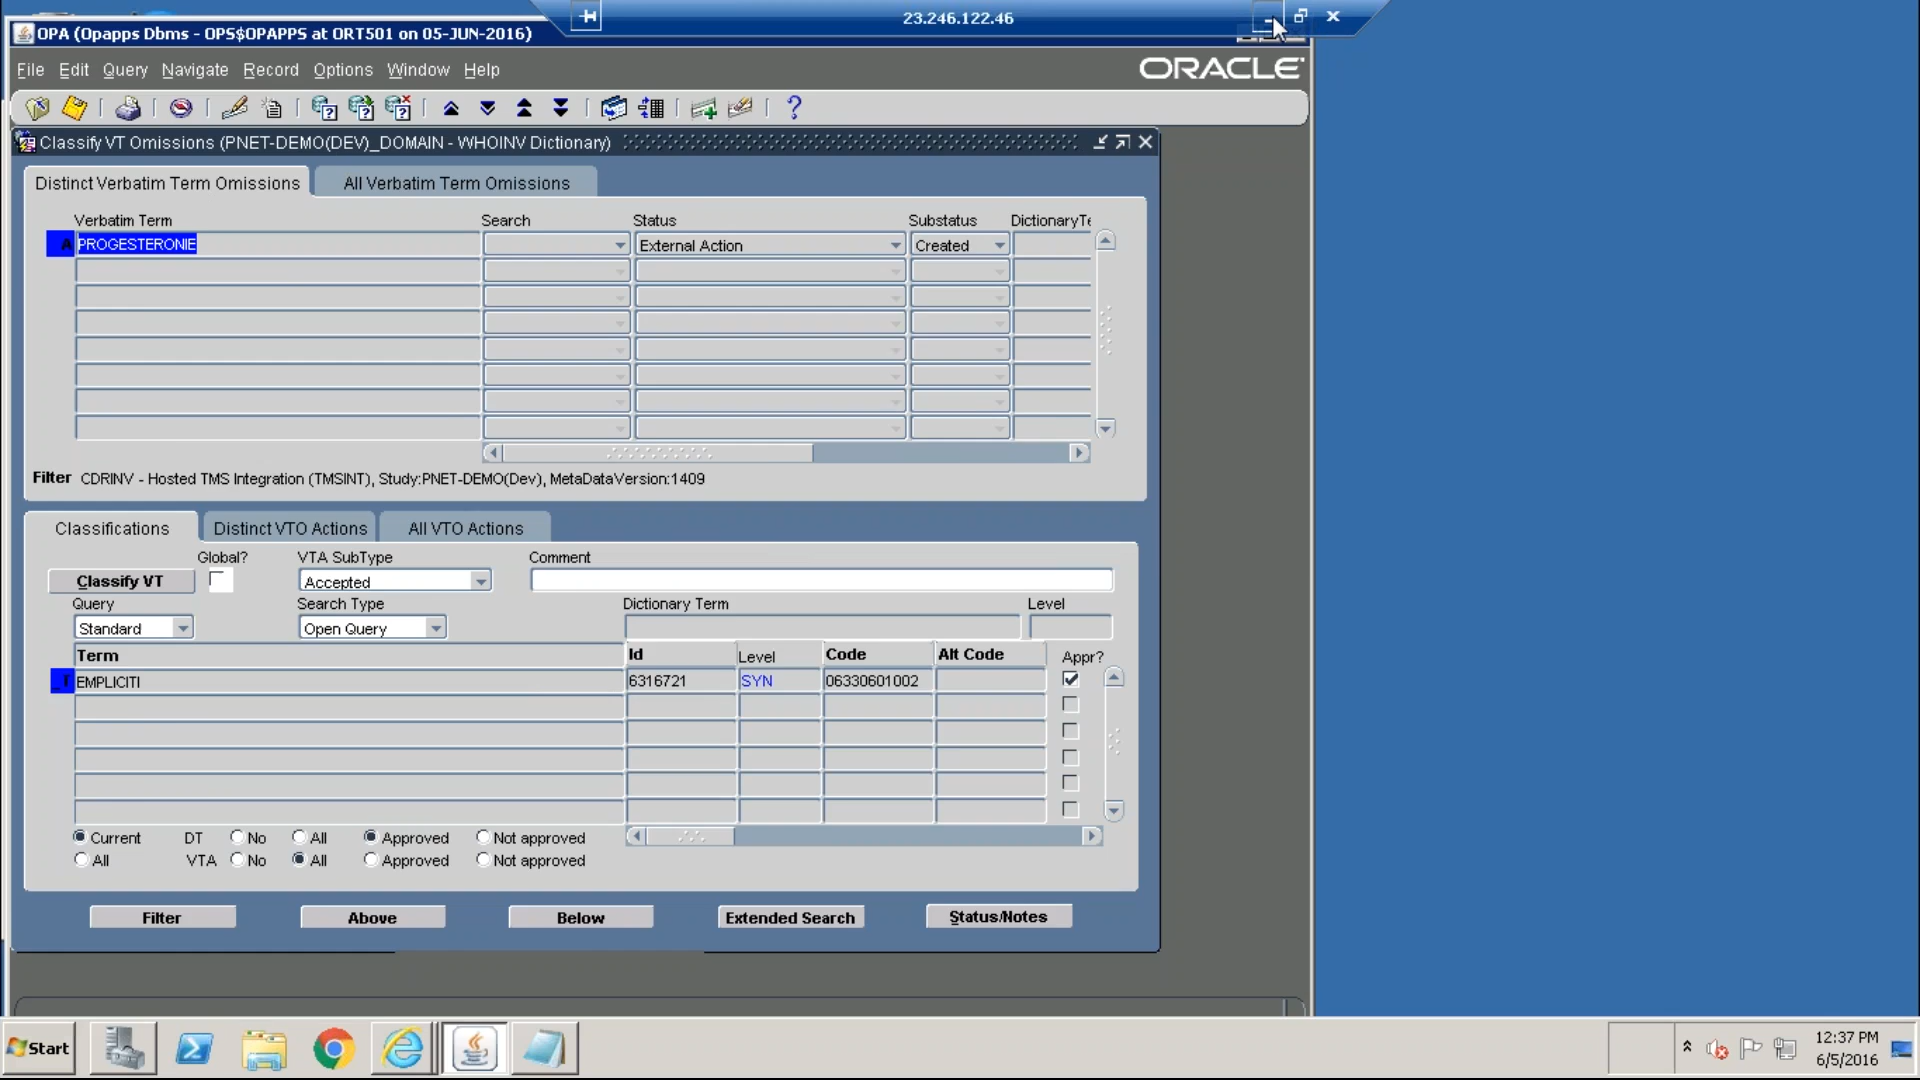 23.246.122.46
OPA (Opapps Dbms - OPS$OPAPPS at ORT501 on 05-JUN-2016)
File Edit Query Navigate Record Options Window Help
ORACLE
Classify VT Omissions (PNET-DEMO(DEV)_DOMAIN - WHOINV Dictionary)
Distinct Verbatim Term Omissions All Verbatim Term Omissions
Verbatim Term Search Status Substatus DictionaryTe
A PROGESTERONIE External Action Created
Filter CDRINV - Hosted TMS Integration (TMSINT), Study:PNET-DEMO(Dev), MetaDataVersion:1409
Classifications Distinct VTO Actions All VTO Actions
Global? VTA SubType Comment
Classify VT Accepted
Query Search Type Dictionary Term Level
Standard Open Query
Term Id Level Code Alt Code Appr?
_T EMPLICITI 6316721 SYN 06330601002
Current DT No All Approved Not approved
All VTA No All Approved Not approved
Filter Above Below Extended Search Status/Notes
Start
12:37 PM
6/5/2016